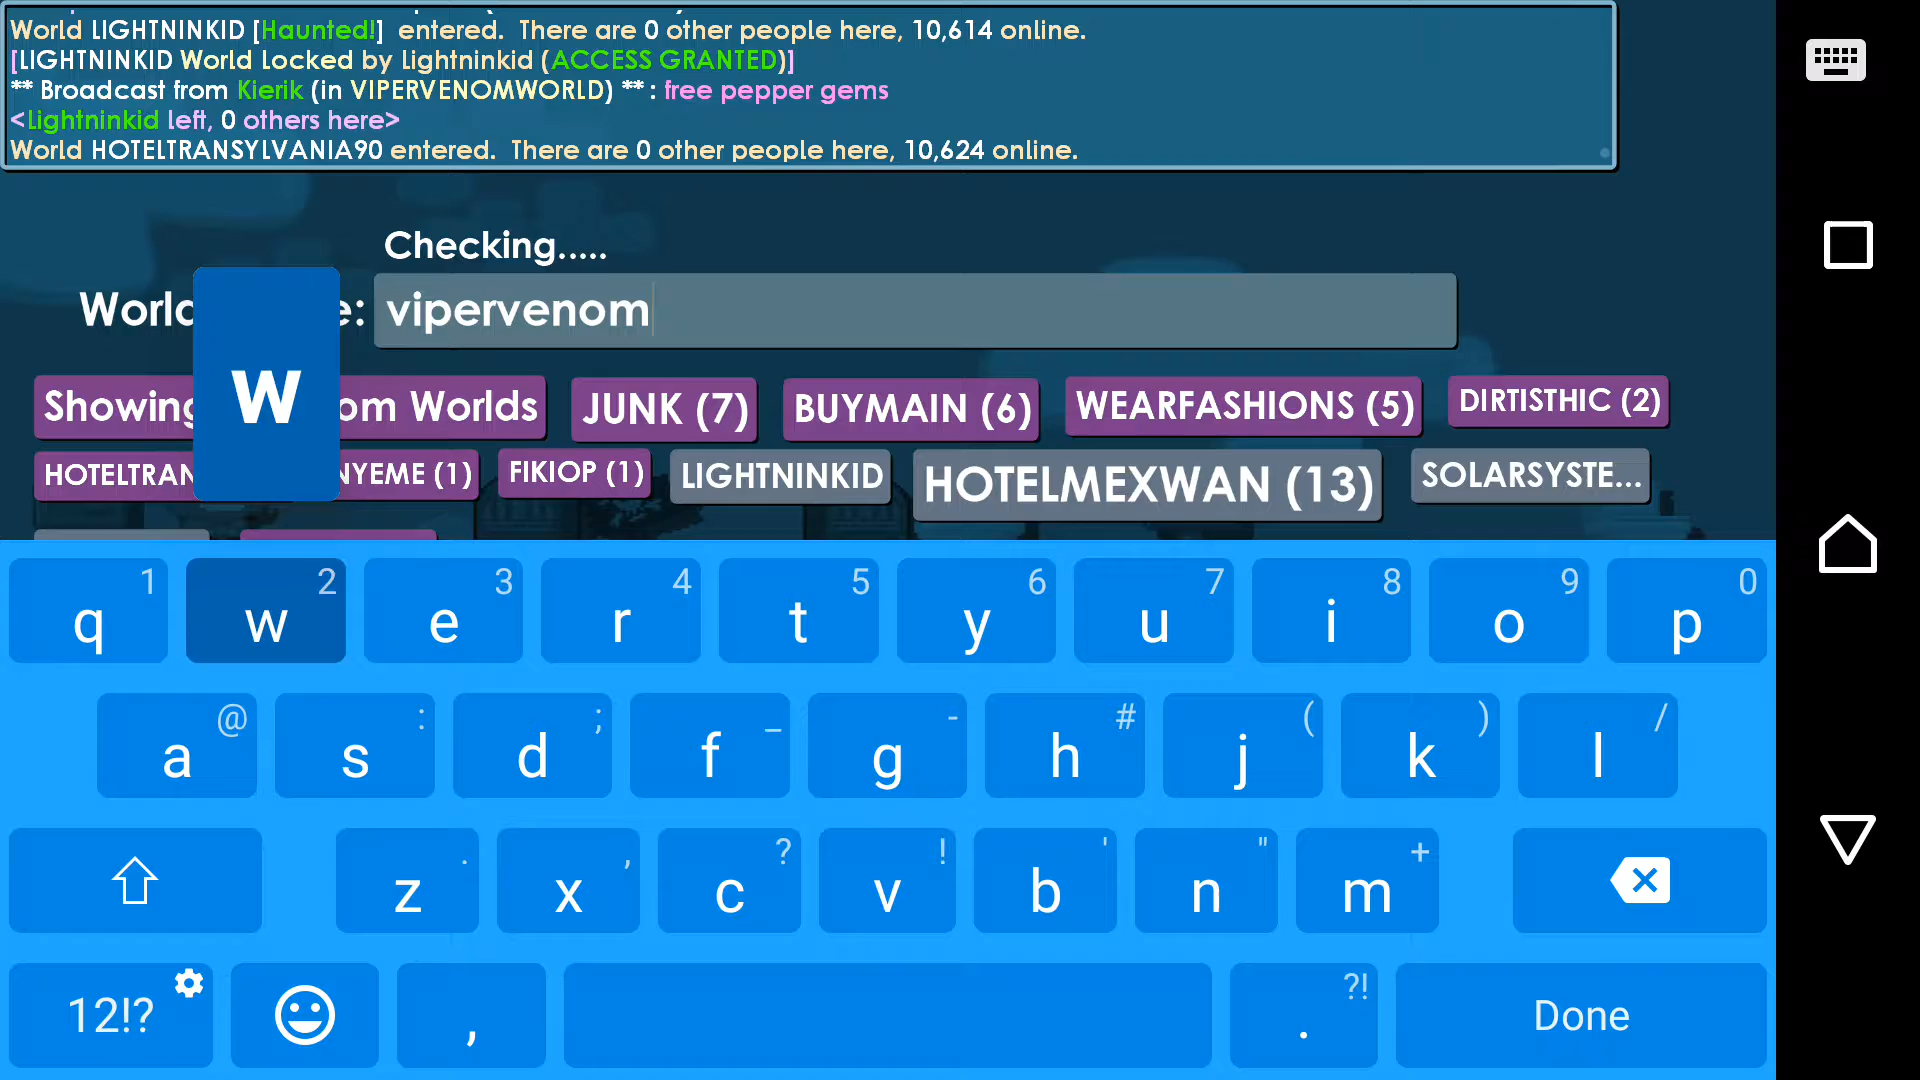 World LIGHTNINKID [Haunted!] entered. There are 0 other people here, 10,614 online.
[LIGHTNINKID World Locked by Lightninkid (ACCESS GRANTED)]
** Broadcast from Kierik (in VIPERVENOMWORLD) ** : free pepper gems
<Lightninkid left, 0 others here>
World HOTELTRANSYLVANIA90 entered. There are 0 other people here, 10,624 online.
Checking.....
World e: vipervenom
w
Showing om Worlds JUNK (7) BUYMAIN (6) WEARFASHIONS (5) DIRTISTHIC (2)
HOTELTRAN NYEME (1) FIKIOP (1) LIGHTNINKID HOTELMEXWAN (13) SOLARSYSTE...
1 2 3 4 5 6 7 8 9 0
q w e r t y u i o p
@ : ; _ - # ( ) /
a s d f g h j k l
. , ? ! ' " +
z x c v b n m
12!? , . ?! Done